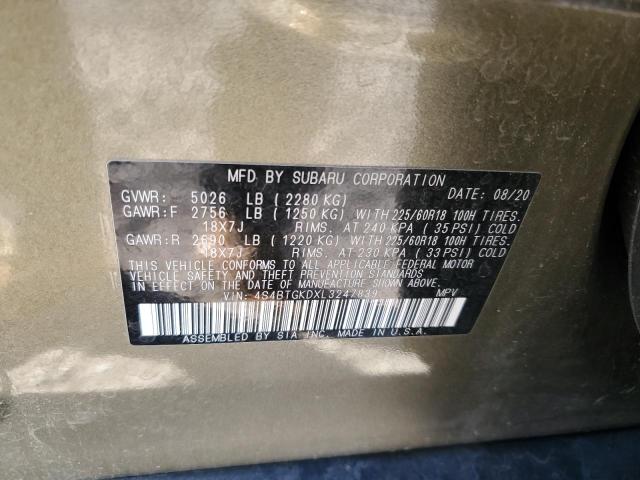 MFD BY SUBARU CORPORATION
GVWR: 5026 LB ( 2280 KG) DATE: 08/20
GAWR:F 2756 LB ( 1250 KG) WITH 225/60R18 100H TIRES.
18X7J RIMS. AT 240 KPA ( 35 PSI) COLD
GAWR:R 2690 LB ( 1220 KG) WITH 225/60R18 100H TIRES.
18X7J RIMS. AT 230 KPA ( 33 PSI) COLD
THIS VEHICLE CONFORMS TO ALL APPLICABLE FEDERAL MOTOR
VEHICLE SAFETY AND THEFT PREVENTION STANDARDS
IN EFFECT ON THE DATE OF MANUFACTURE SHOWN ABOVE.
VIN: 4S4BTGKDXL3247839 MPV
ASSEMBLED BY SIA INC. IN U.S.A.